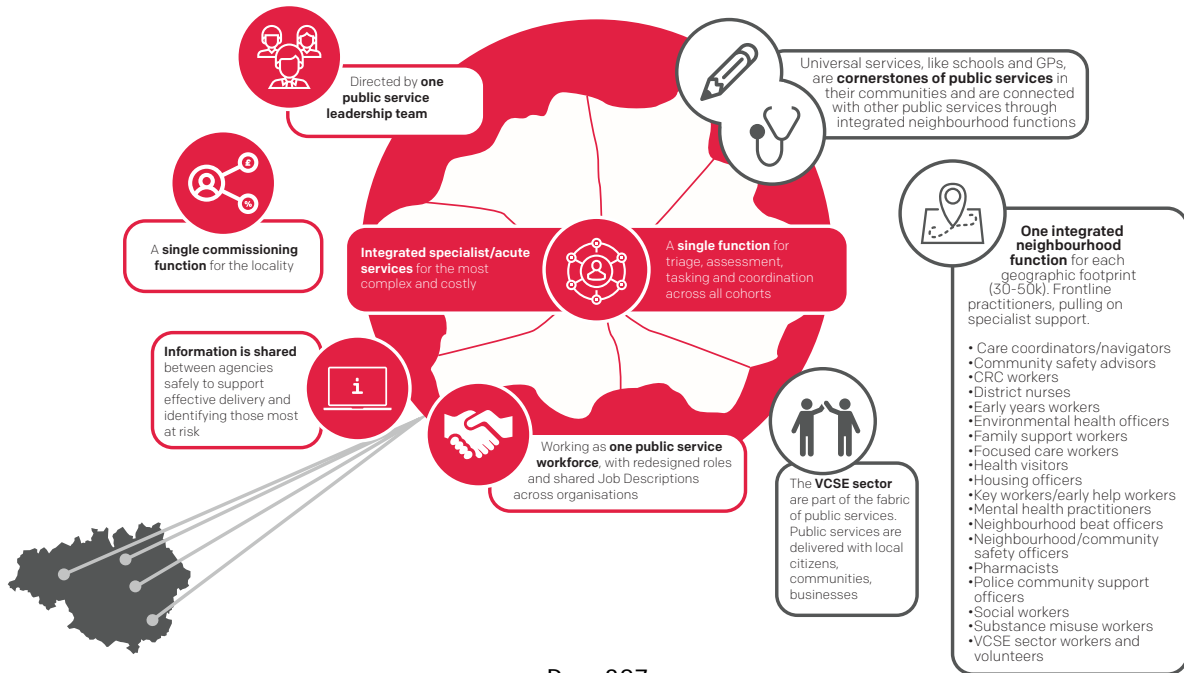 Directed by one
public service
leadership team
Universal services, like schools and GPs,
are cornerstones of public services in
their communities and are connected
with other public services through
integrated neighbourhood functions
£
%
A single commissioning
function for the locality
Integrated specialist/acute
services for the most
complex and costly
A single function for
triage, assessment,
tasking and coordination
across all cohorts
One integrated
neighbourhood
function for each
geographic footprint
(30-50k). Frontline
practitioners, pulling on
specialist support.
• Care coordinators/navigators
•Community safety advisors
•CRC workers
•District nurses
•Early years workers
•Environmental health officers
•Family support workers
•Focused care workers
•Health visitors
•Housing officers
•Key workers/early help workers
•Mental health practitioners
•Neighbourhood beat officers
•Neighbourhood/community
safety officers
•Pharmacists
•Police community support
officers
•Social workers
•Substance misuse workers
•VCSE sector workers and
volunteers
Information is shared
between agencies
safely to support
effective delivery and
identifying those most
at risk
i
Working as one public service
workforce, with redesigned roles
and shared Job Descriptions
across organisations
The VCSE sector
are part of the fabric
of public services.
Public services are
delivered with local
citizens,
communities,
businesses